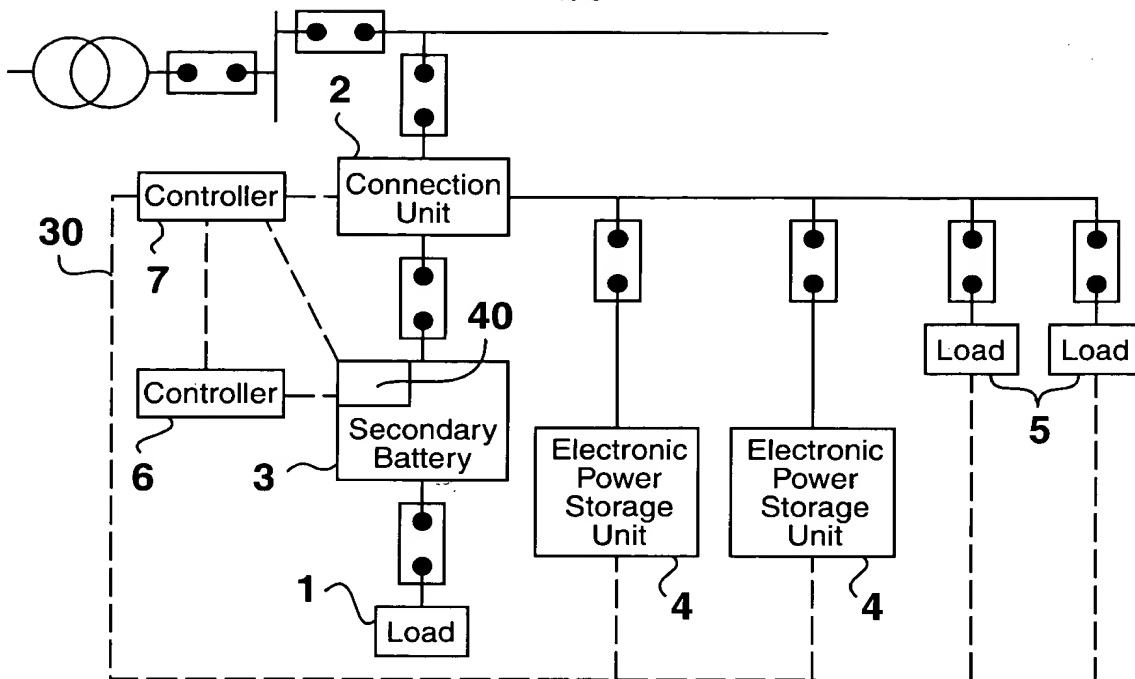 2
Controller
Connection
Unit
30
7
40
Load
Load
Controller
5
Secondary
Battery
Electronic
Power
Storage
Unit
Electronic
Power
Storage
Unit
6
3
1
4
4
Load